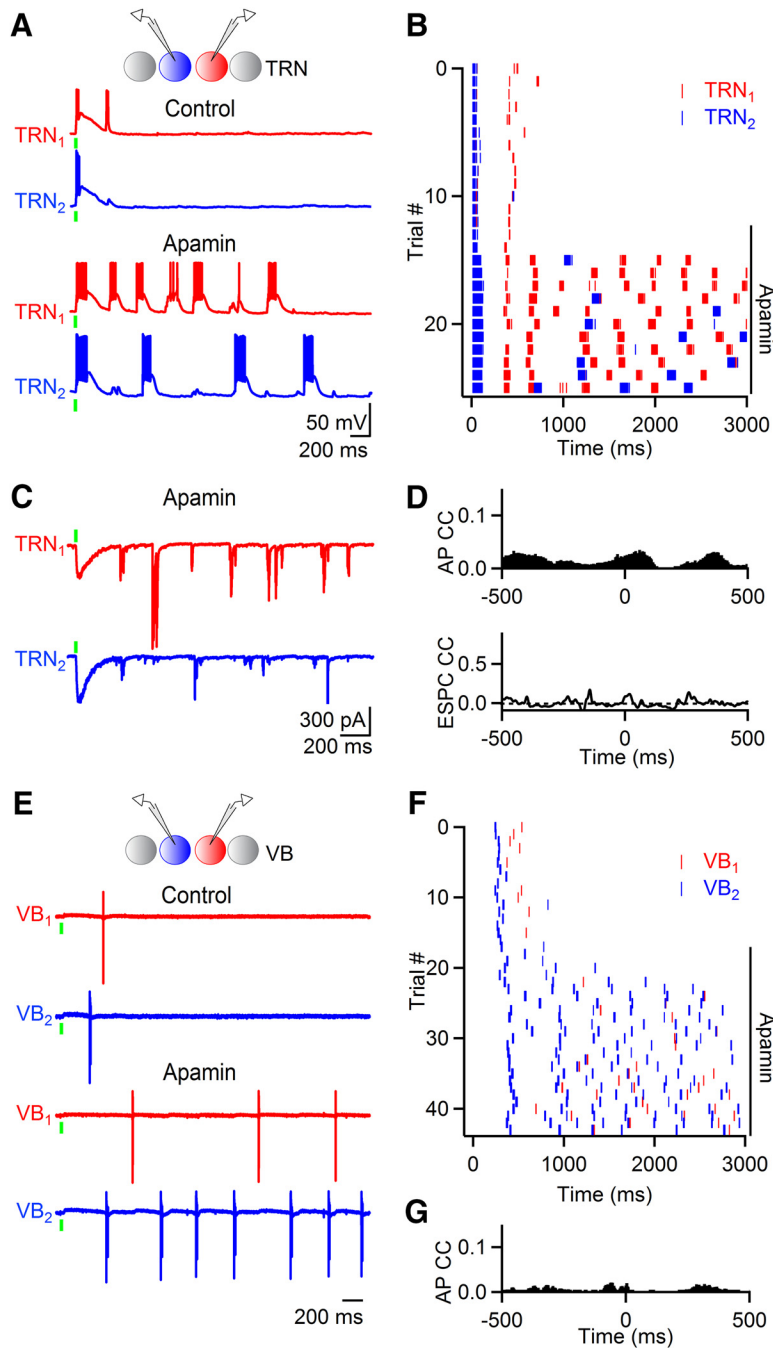 A
TRN
Control
TRN1
TRN2
Apamin
TRN1
TRN2
50 mV
200 ms
B
TRN1
TRN2
0
10
20
Trial #
Apamin
0 1000 2000 3000
Time (ms)
C
Apamin
TRN1
TRN2
300 pA
200 ms
D
AP CC
0.1
0.0
-500 0 500
ESPC CC
0.5
0.0
-500 0 500
Time (ms)
E
VB
Control
VB1
VB2
Apamin
VB1
VB2
200 ms
F
VB1
VB2
0
10
20
30
40
Trial #
Apamin
0 1000 2000 3000
Time (ms)
G
AP CC
0.1
0.0
-500 0 500
Time (ms)